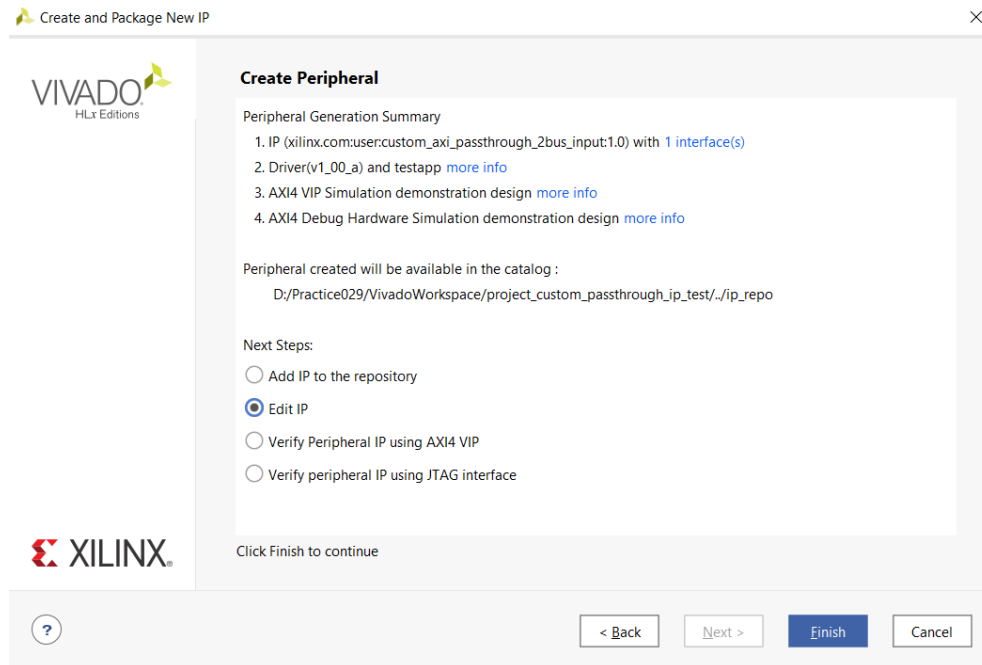 Create and Package New IP
VIVADO
HLx Editions
Create Peripheral
Peripheral Generation Summary
1. IP (xilinx.com:user:custom_axi_passthrough_2bus_input:1.0) with 1 interface(s)
2. Driver(v1_00_a) and testapp more info
3. AXI4 VIP Simulation demonstration design more info
4. AXI4 Debug Hardware Simulation demonstration design more info
Peripheral created will be available in the catalog :
D:/Practice029/VivadoWorkspace/project_custom_passthrough_ip_test/../ip_repo
Next Steps:
Add IP to the repository
Edit IP
Verify Peripheral IP using AXI4 VIP
Verify peripheral IP using JTAG interface
XILINX®
Click Finish to continue
? < Back Next > Finish Cancel